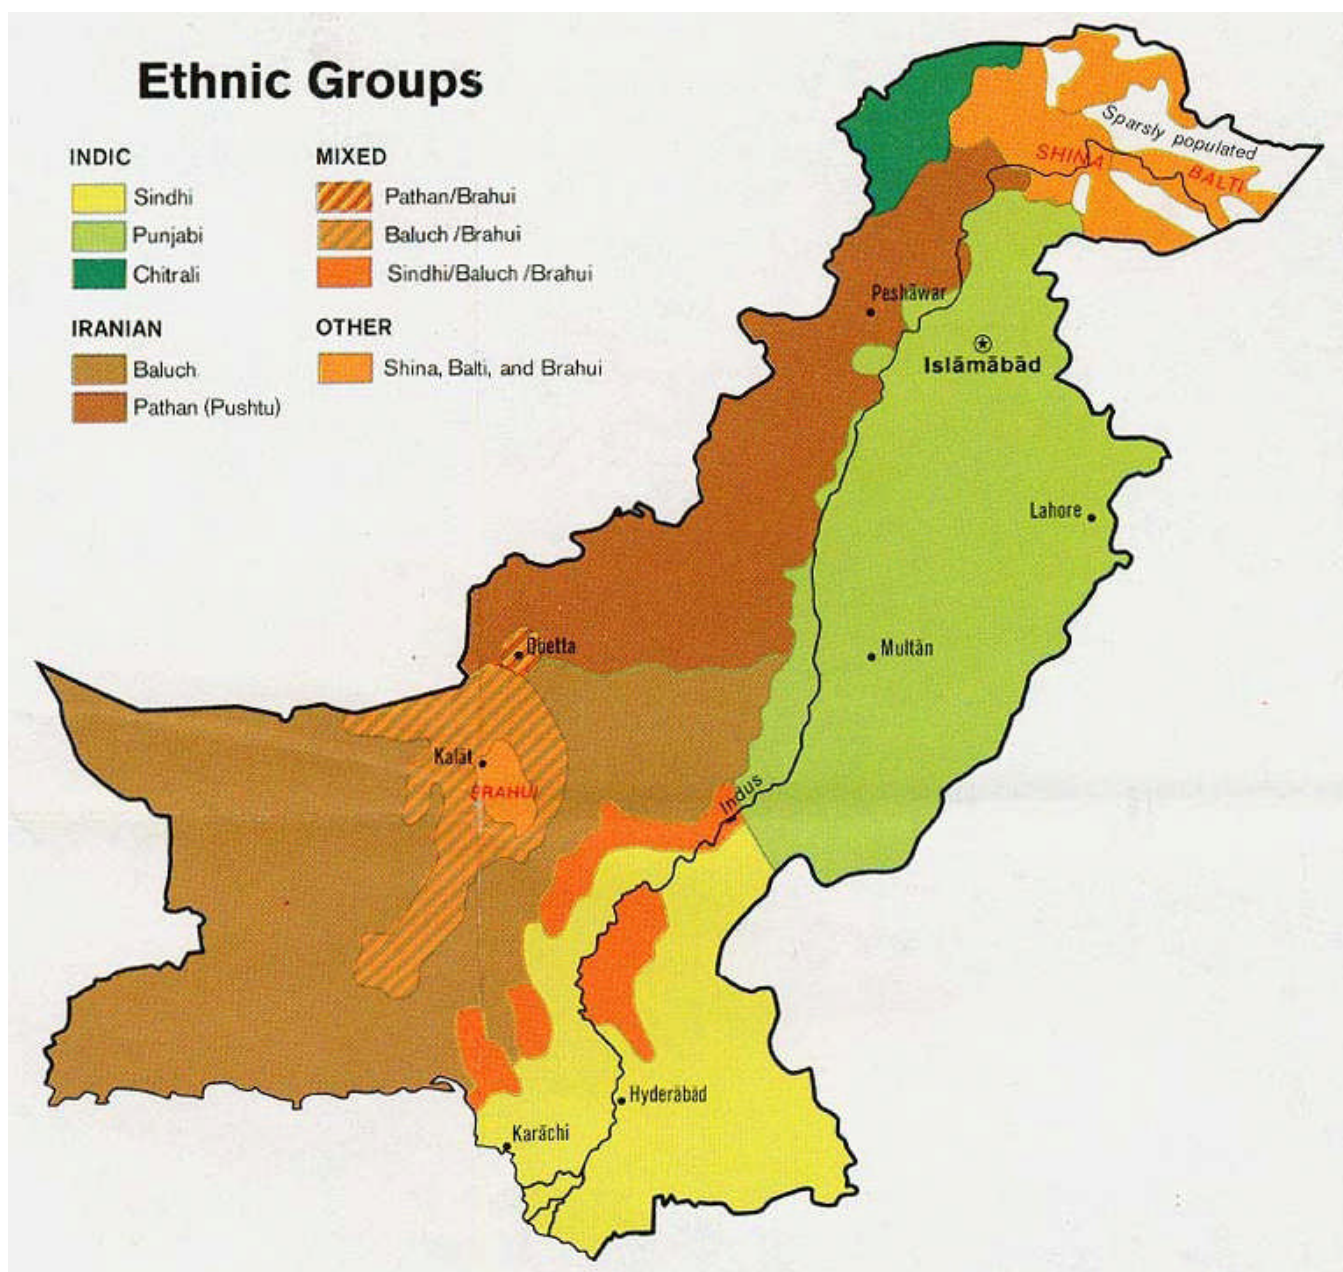 Ethnic Groups
INDIC
Sindhi
Punjabi
Chitrali
IRANIAN
Baluch
Pathan (Pushtu)
MIXED
Pathan/Brahui
Baluch /Brahui
Sindhi/Baluch /Brahui
OTHER
Shina, Balti, and Brahui
Sparsly populated
SHINA
BALTI
Peshāwar
Islāmābād
Lahore
Quetta
Multān
Kalāt
BRAHUI
Indus
Hyderābād
Karāchi